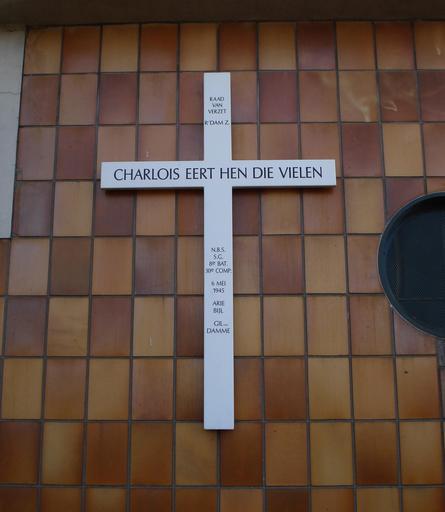 RAAD
VAN
VERZET
R'DAM Z.
CHARLOIS EERT HEN DIE VIELEN
N.B.S.
S.G.
8e BAT.
30e COMP.
6 MEI
1945
ARIE
BIJL
GIL
DAMME